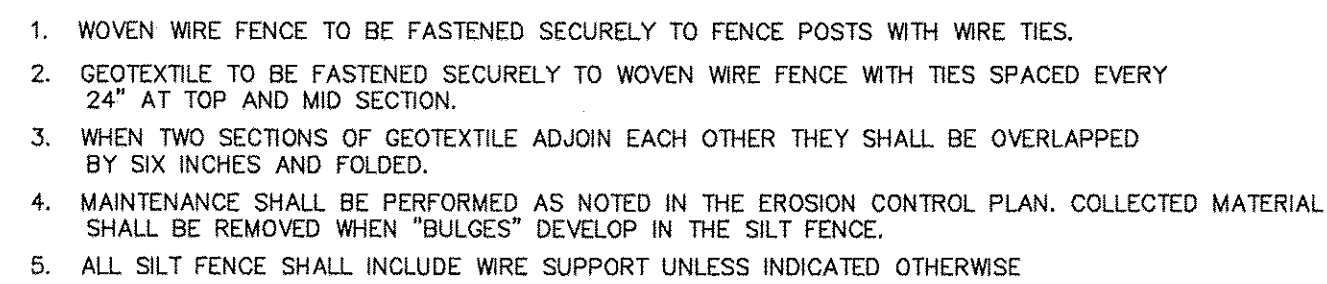 1. WOVEN WIRE FENCE TO BE FASTENED SECURELY TO FENCE POSTS WITH WIRE TIES.
2. GEOTEXTILE TO BE FASTENED SECURELY TO WOVEN WIRE FENCE WITH TIES SPACED EVERY
24" AT TOP AND MID SECTION.
3. WHEN TWO SECTIONS OF GEOTEXTILE ADJOIN EACH OTHER THEY SHALL BE OVERLAPPED
BY SIX INCHES AND FOLDED.
4. MAINTENANCE SHALL BE PERFORMED AS NOTED IN THE EROSION CONTROL PLAN. COLLECTED MATERIAL
SHALL BE REMOVED WHEN "BULGES" DEVELOP IN THE SILT FENCE.
5. ALL SILT FENCE SHALL INCLUDE WIRE SUPPORT UNLESS INDICATED OTHERWISE